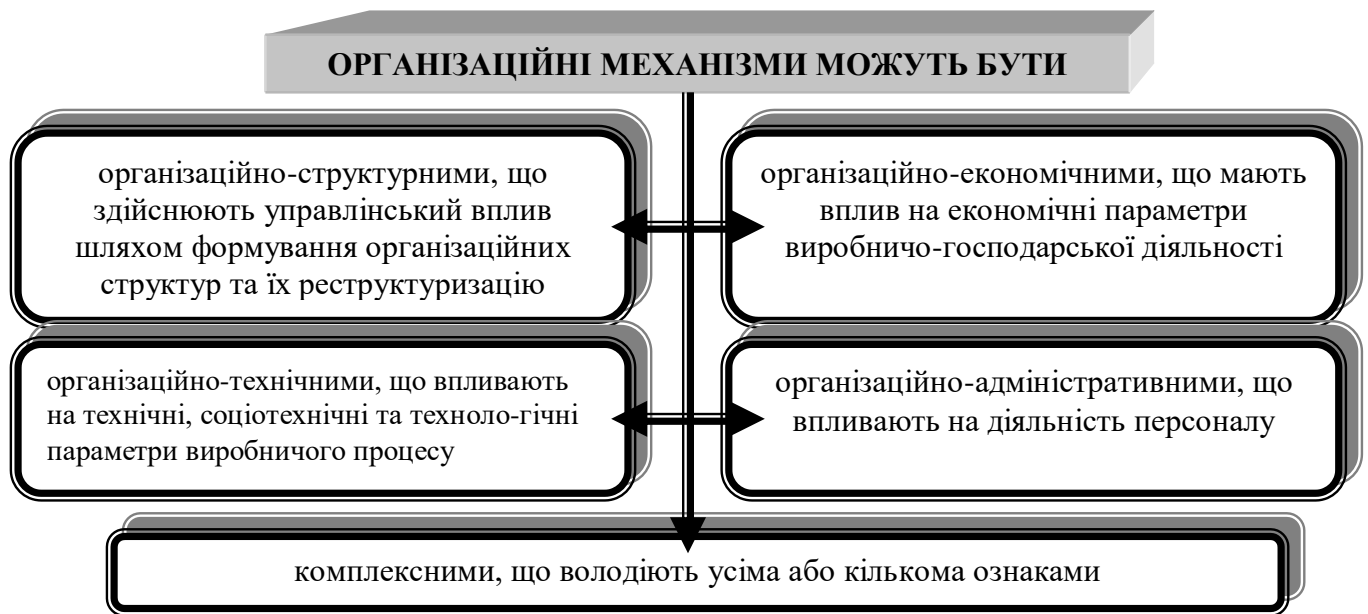 ОРГАНІЗАЦІЙНІ МЕХАНІЗМИ МОЖУТЬ БУТИ
організаційно-структурними, що
здійснюють управлінський вплив
шляхом формування організаційних
структур та їх реструктуризацію
організаційно-економічними, що мають
вплив на економічні параметри
виробничо-господарської діяльності
організаційно-технічними, що впливають
на технічні, соціотехнічні та техноло-гічні
параметри виробничого процесу
організаційно-адміністративними, що
впливають на діяльність персоналу
комплексними, що володіють усіма або кількома ознаками